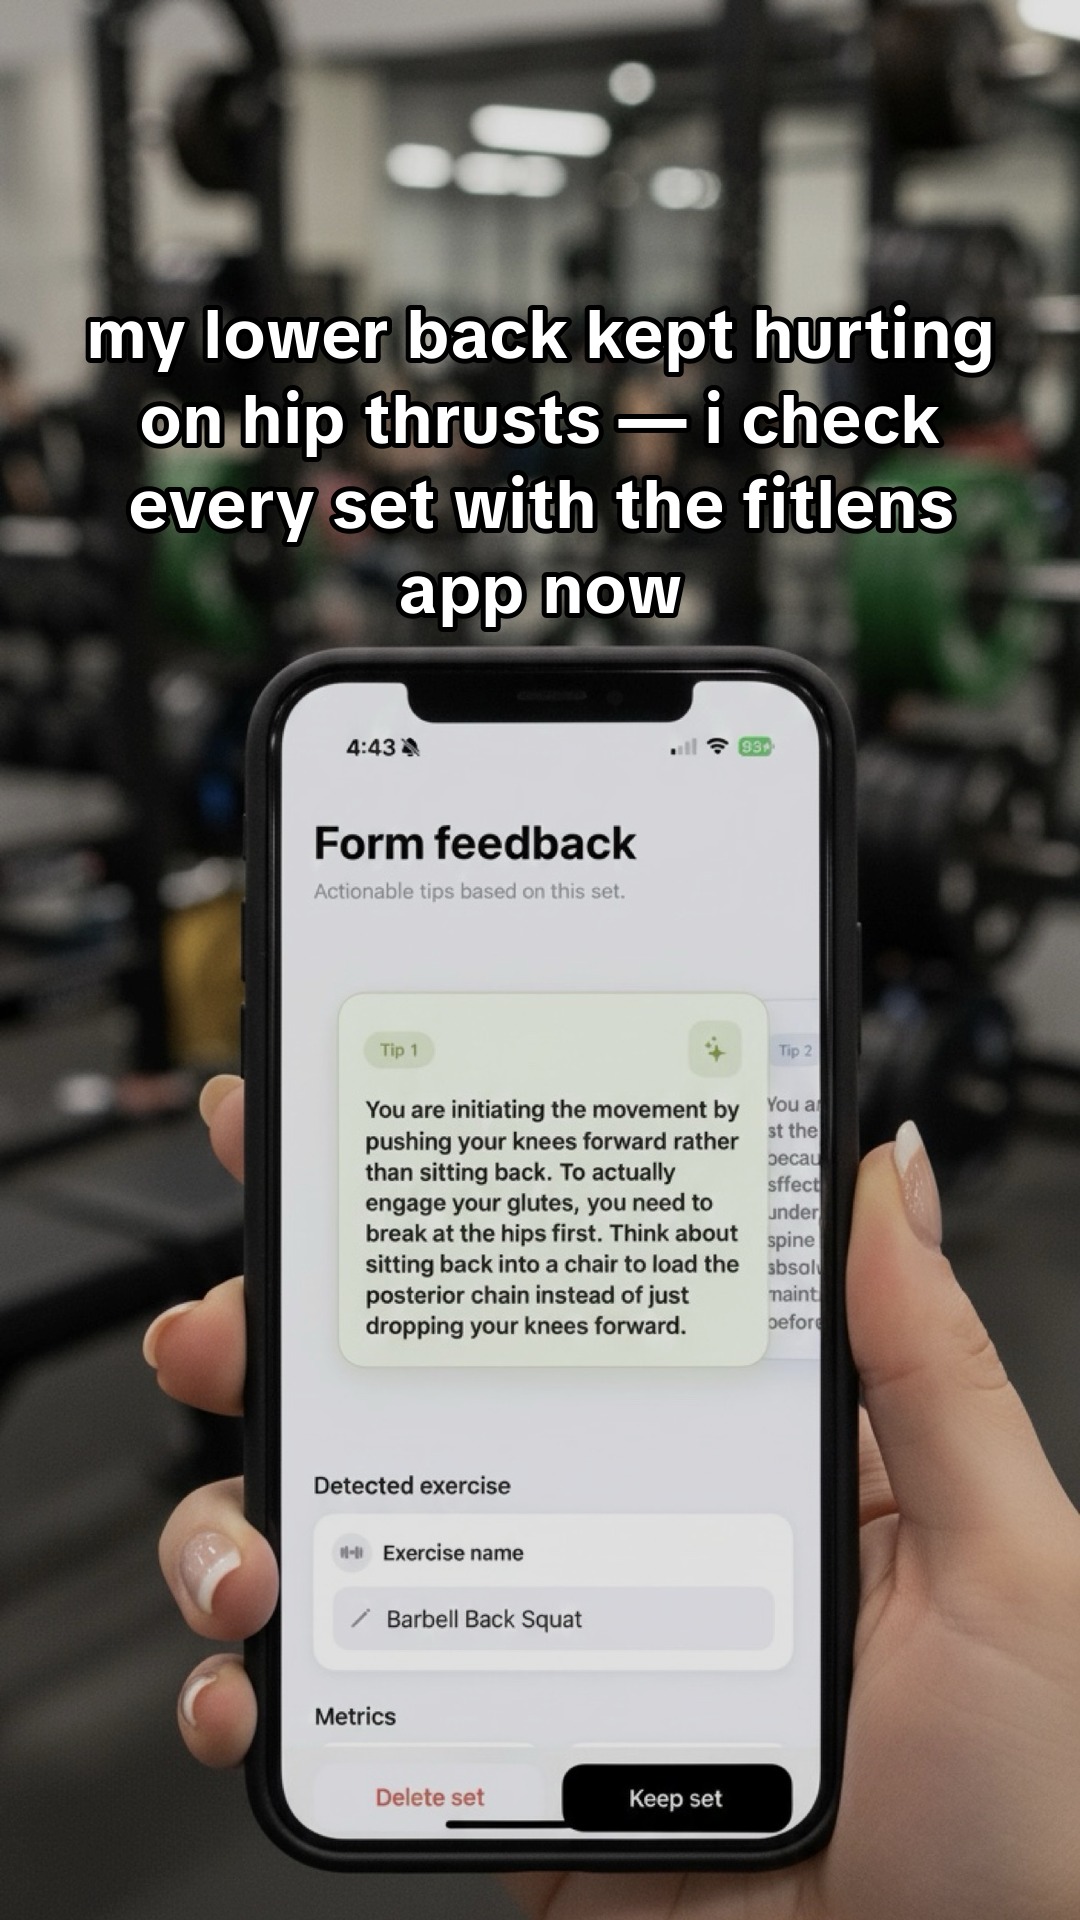 my lower back kept hurting
on hip thrusts — i check
every set with the fitlens
app now
4:43
93
Form feedback
Actionable tips based on this set.
Tip 1
You are initiating the movement by
pushing your knees forward rather
than sitting back. To actually
engage your glutes, you need to
break at the hips first. Think about
sitting back into a chair to load the
posterior chain instead of just
dropping your knees forward.
Tip 2
You
st the
spine
Detected exercise
Exercise name
Barbell Back Squat
Metrics
Delete set
Keep set